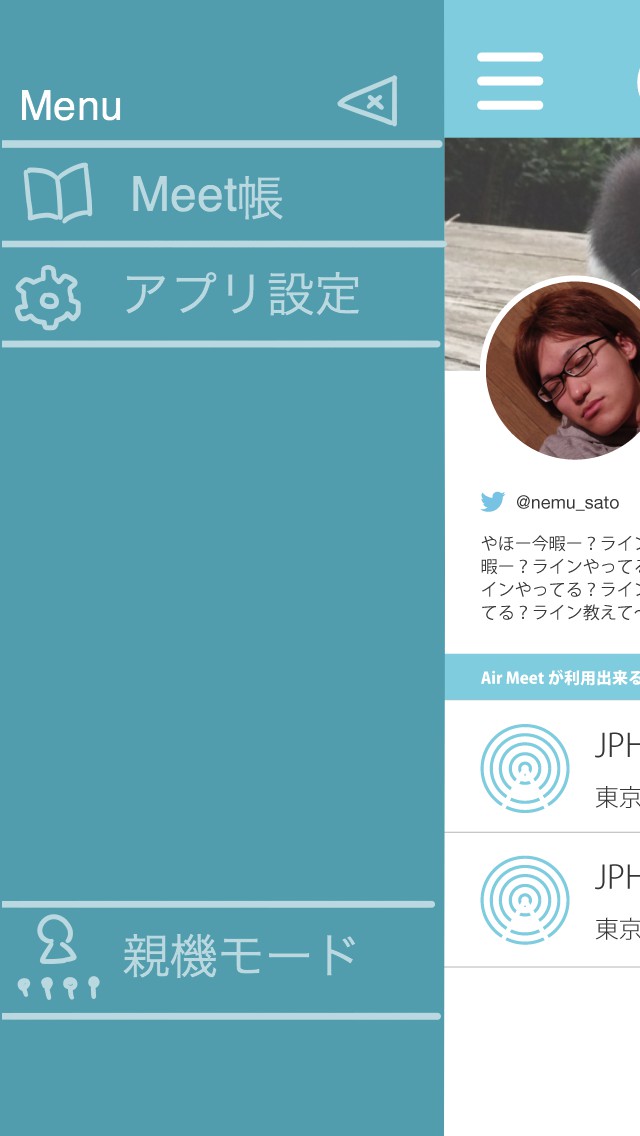 Menu
Meet帳
アプリ設定
親機モード
@nemu_sato
やほー今暇ー？ライン
暇ー？ラインやってる
インやってる？ライン
てる？ライン教えて〜
Air Meet が利用出来る
JPH
東京
JPH
東京